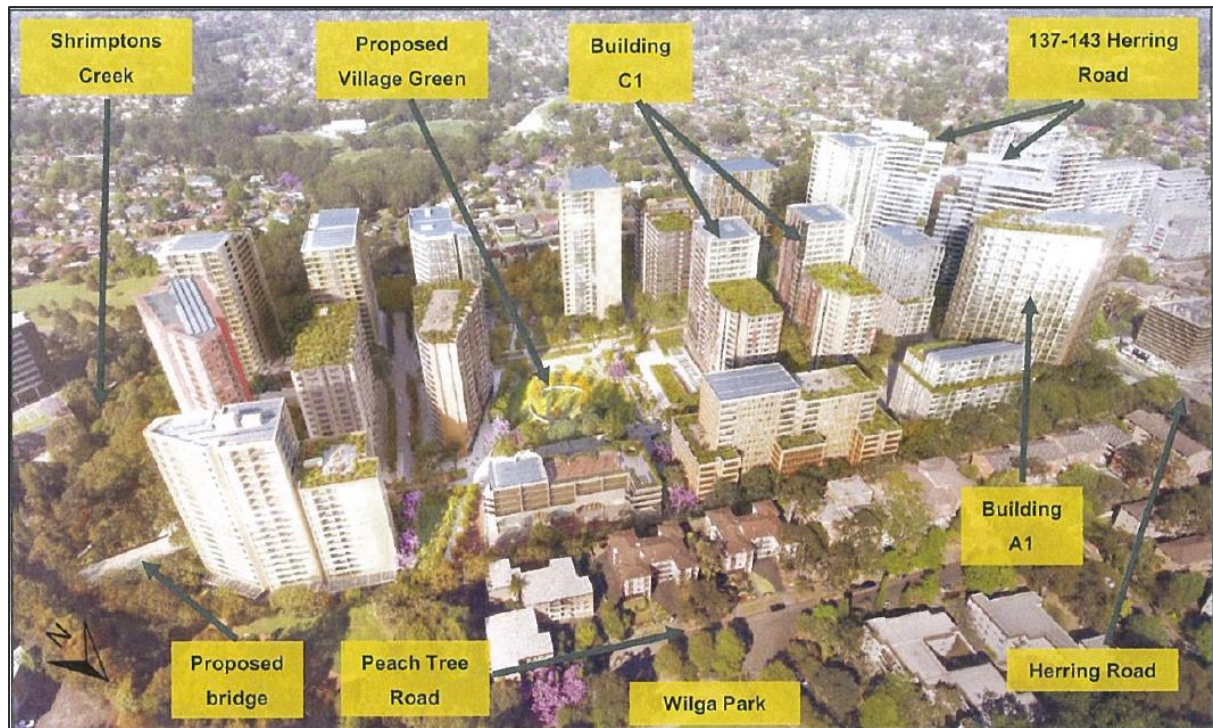 Shrimptons
Creek
Proposed
Village Green
Building
C1
137-143 Herring
Road
Building
A1
Proposed
bridge
Peach Tree
Road
Wilga Park
Herring Road
N